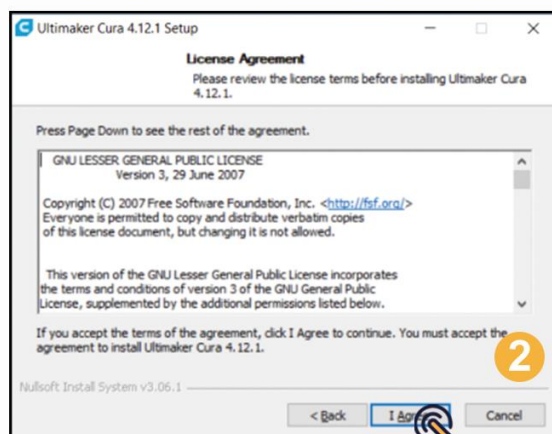 Ultimaker Cura 4.12.1 Setup
License Agreement
Please review the license terms before installing Ultimaker Cura
4.12.1.
Press Page Down to see the rest of the agreement.
GNU LESSER GENERAL PUBLIC LICENSE
Version 3, 29 June 2007
Copyright (C) 2007 Free Software Foundation, Inc. <http://fsf.org/>
Everyone is permitted to copy and distribute verbatim copies
of this license document, but changing it is not allowed.
This version of the GNU Lesser General Public License incorporates
the terms and conditions of version 3 of the GNU General Public
License, supplemented by the additional permissions listed below.
If you accept the terms of the agreement, click I Agree to continue. You must accept the
agreement to install Ultimaker Cura 4.12.1.
2
Nullsoft Install System v3.06.1
< Back I Agree Cancel